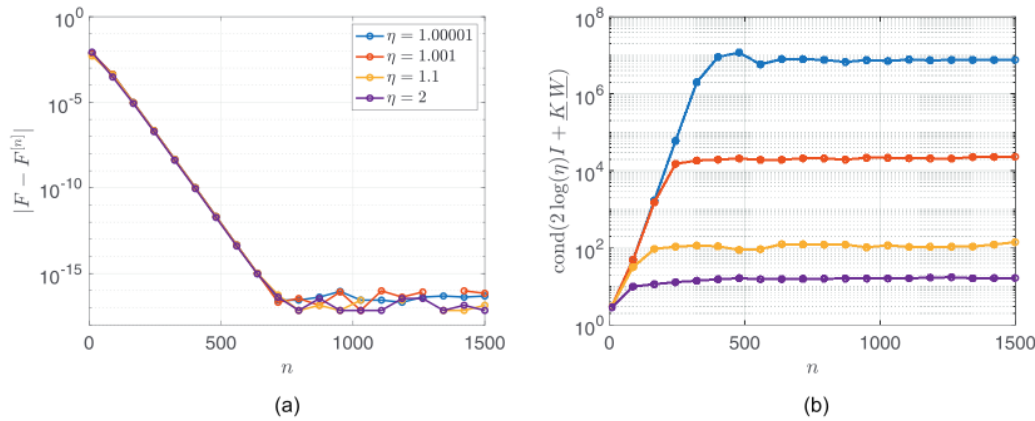 10^0
10^-5
10^-10
10^-15
|F − F^[n]|
η = 1.00001
η = 1.001
η = 1.1
η = 2
0 500 1000 1500
n
(a)
10^8
10^6
10^4
10^2
10^0
cond(2 log(η)I + K W)
0 500 1000 1500
n
(b)